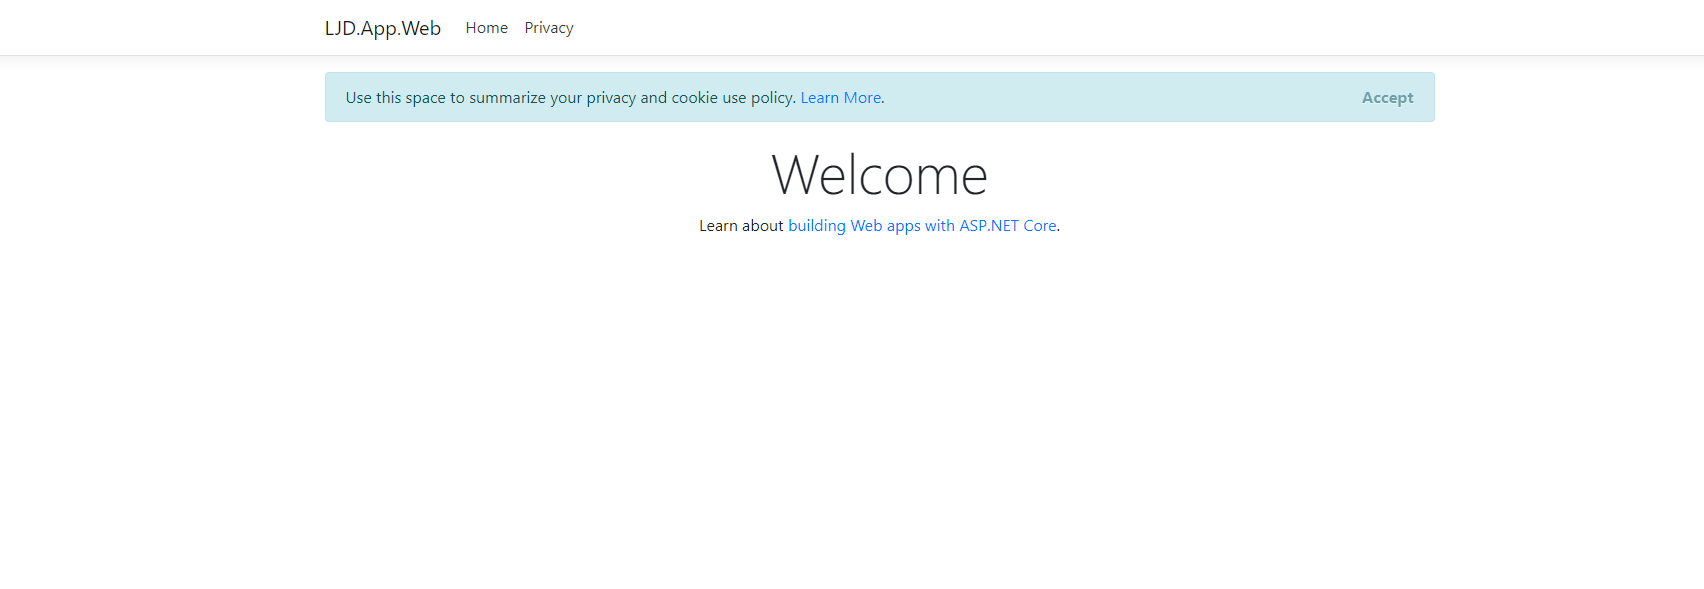 LJD.App.Web Home Privacy
Use this space to summarize your privacy and cookie use policy. Learn More. Accept
Welcome
Learn about building Web apps with ASP.NET Core.